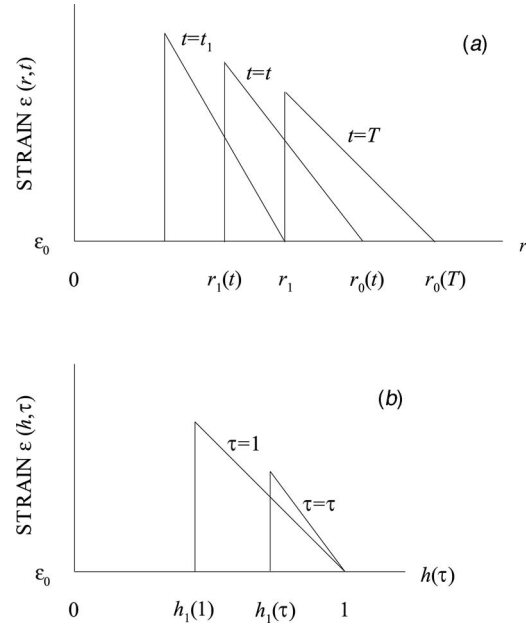 (a)
STRAIN ε (r,t)
t=t₁
t=t
t=T
ε₀
r
0
r₁(t)
r₁
r₀(t)
r₀(T)
(b)
STRAIN ε (h,τ)
τ=1
τ=τ
ε₀
h(τ)
0
h₁(1)
h₁(τ)
1